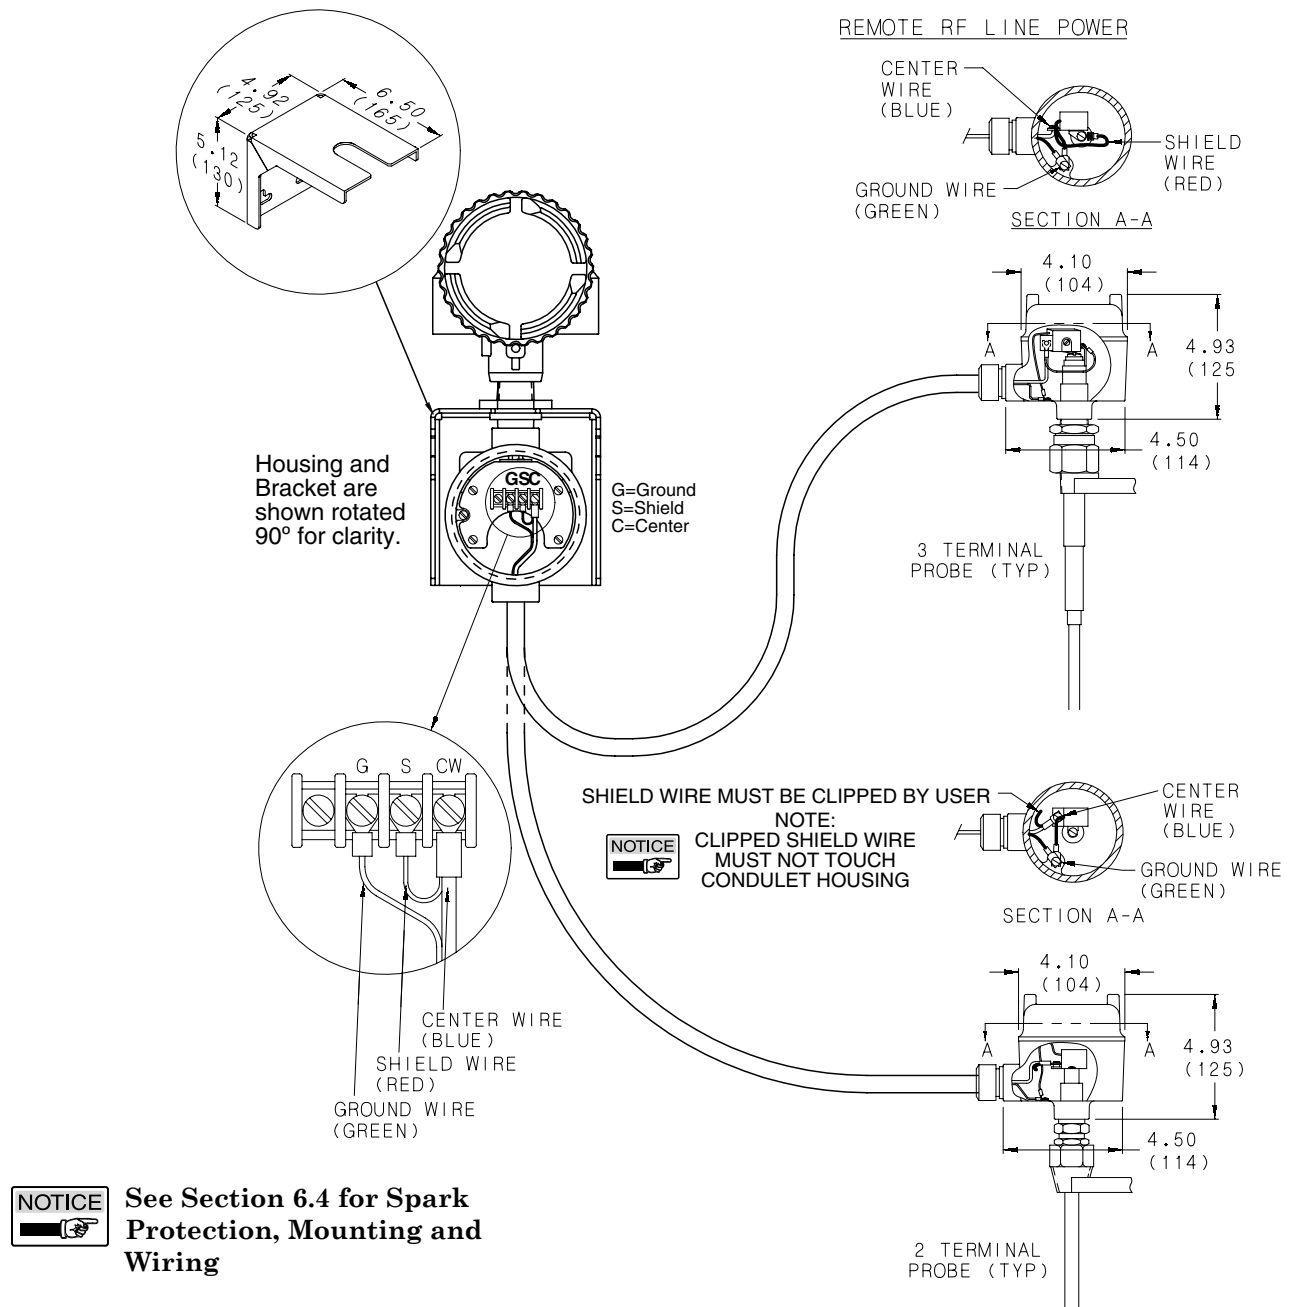 REMOTE RF LINE POWER
4.92
(125)
6.50
(165)
5.12
(130)
CENTER
WIRE
(BLUE)
SHIELD
WIRE
(RED)
GROUND WIRE
(GREEN)
SECTION A-A
4.10
(104)
A
A
4.93
(125
4.50
(114)
3 TERMINAL
PROBE (TYP)
Housing and
Bracket are
shown rotated
90º for clarity.
GSC
G=Ground
S=Shield
C=Center
G
S
CW
CENTER WIRE
(BLUE)
SHIELD WIRE
(RED)
GROUND WIRE
(GREEN)
SHIELD WIRE MUST BE CLIPPED BY USER
NOTE:
NOTICE
CLIPPED SHIELD WIRE
MUST NOT TOUCH
CONDULET HOUSING
CENTER
WIRE
(BLUE)
GROUND WIRE
(GREEN)
SECTION A-A
4.10
(104)
A
A
4.93
(125)
4.50
(114)
2 TERMINAL
PROBE (TYP)
NOTICE
See Section 6.4 for Spark
Protection, Mounting and
Wiring